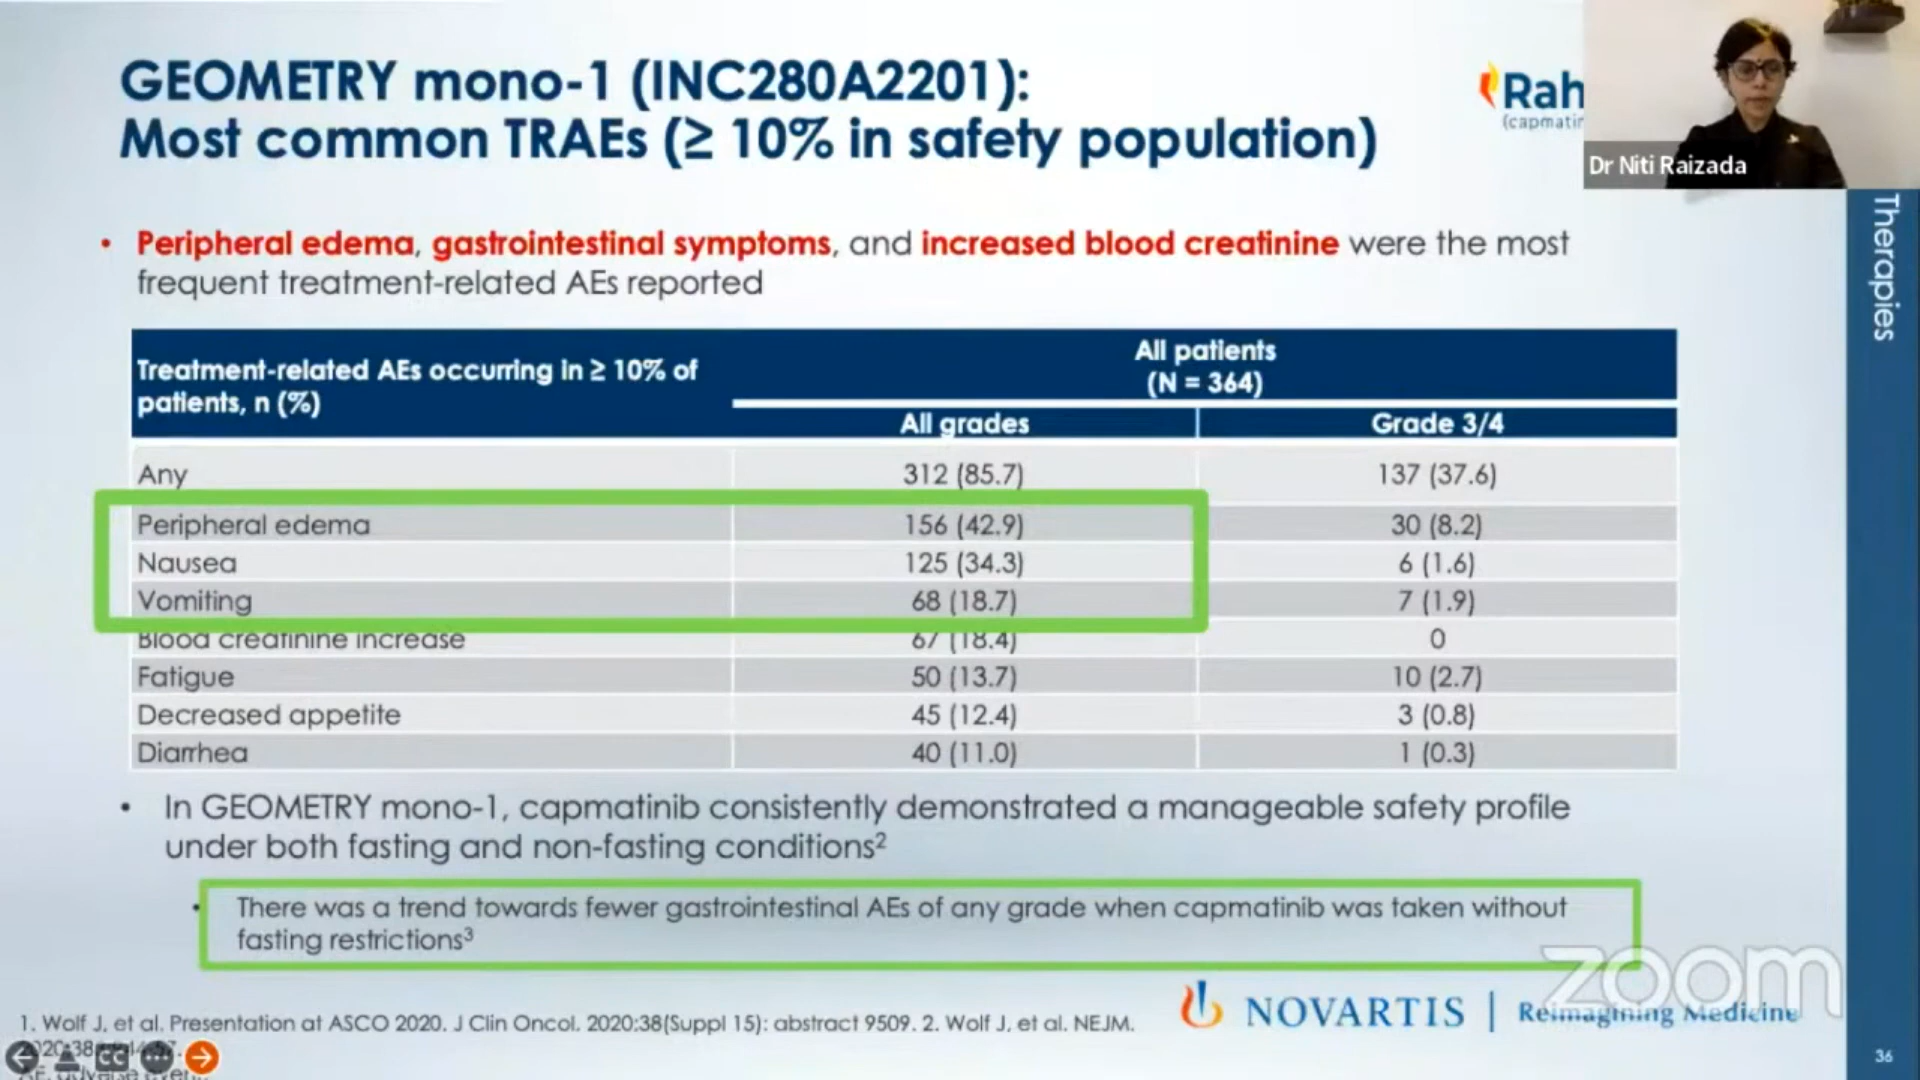 GEOMETRY mono-1 (INC280A2201):
Most common TRAEs (≥ 10% in safety population)
Rah
(capmatin
Dr Niti Raizada
Therapies
• Peripheral edema, gastrointestinal symptoms, and increased blood creatinine were the most
frequent treatment-related AEs reported
Treatment-related AEs occurring in ≥ 10% of
patients, n (%)
All patients
(N = 364)
All grades Grade 3/4
Any 312 (85.7) 137 (37.6)
Peripheral edema 156 (42.9) 30 (8.2)
Nausea 125 (34.3) 6 (1.6)
Vomiting 68 (18.7) 7 (1.9)
Blood creatinine increase 67 (18.4) 0
Fatigue 50 (13.7) 10 (2.7)
Decreased appetite 45 (12.4) 3 (0.8)
Diarrhea 40 (11.0) 1 (0.3)
• In GEOMETRY mono-1, capmatinib consistently demonstrated a manageable safety profile
under both fasting and non-fasting conditions²
• There was a trend towards fewer gastrointestinal AEs of any grade when capmatinib was taken without
fasting restrictions³
zoom
NOVARTIS | Reimagining Medicine
1. Wolf J, et al. Presentation at ASCO 2020. J Clin Oncol. 2020;38(Suppl 15): abstract 9509. 2. Wolf J, et al. NEJM.
CC
AE, adverse event
36